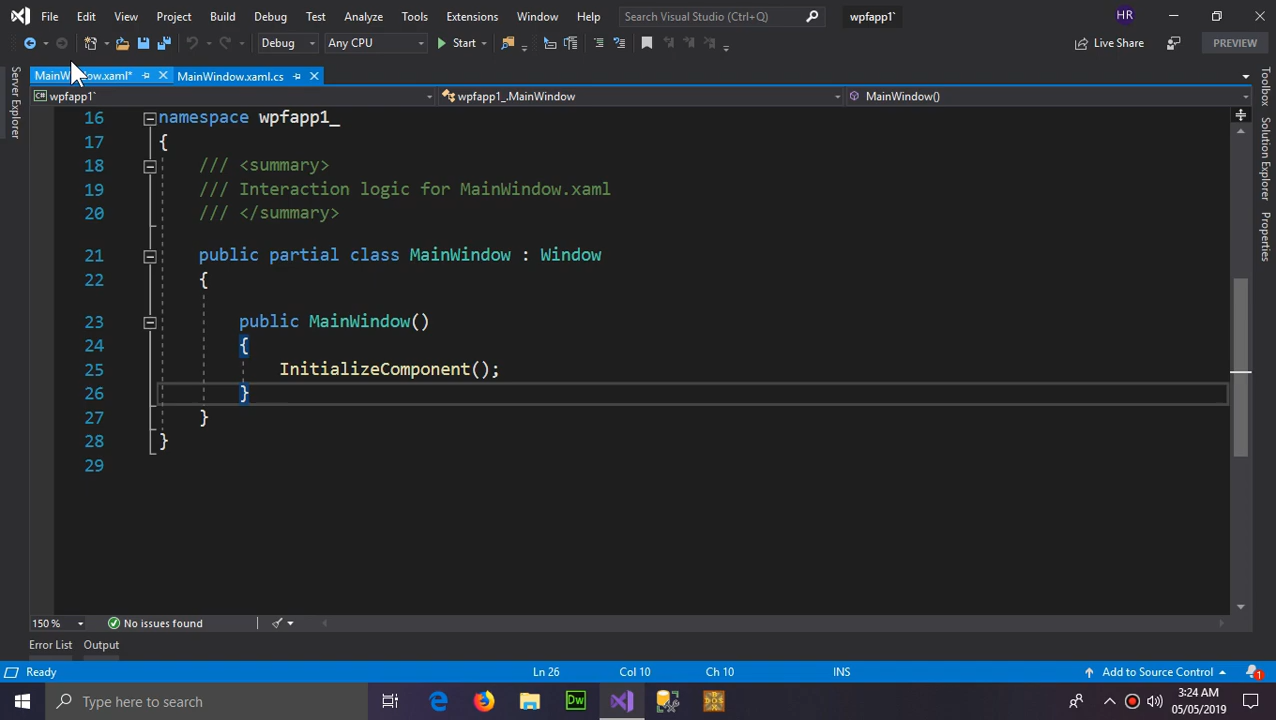 File Edit View Project Build Debug Test Analyze Tools Extensions Window Help Search Visual Studio wpfapp1` HR
Debug Any CPU Start Live Share PREVIEW
MainWindow.xaml* MainWindow.xaml.cs
wpfapp1` wpfapp1_.MainWindow MainWindow()
Server Explorer
Toolbox
Solution Explorer
Properties
16 namespace wpfapp1_
17 {
18 /// <summary>
19 /// Interaction logic for MainWindow.xaml
20 /// </summary>
21 public partial class MainWindow : Window
22 {
23 public MainWindow()
24 {
25 InitializeComponent();
26 }
27 }
28 }
29
150 % No issues found
Error List Output
Ready Ln 26 Col 10 Ch 10 INS Add to Source Control 1
Type here to search Dw DOS 3:24 AM
05/05/2019